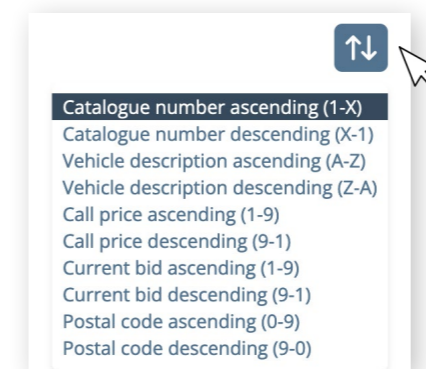 Catalogue number ascending (1-X)
Catalogue number descending (X-1)
Vehicle description ascending (A-Z)
Vehicle description descending (Z-A)
Call price ascending (1-9)
Call price descending (9-1)
Current bid ascending (1-9)
Current bid descending (9-1)
Postal code ascending (0-9)
Postal code descending (9-0)